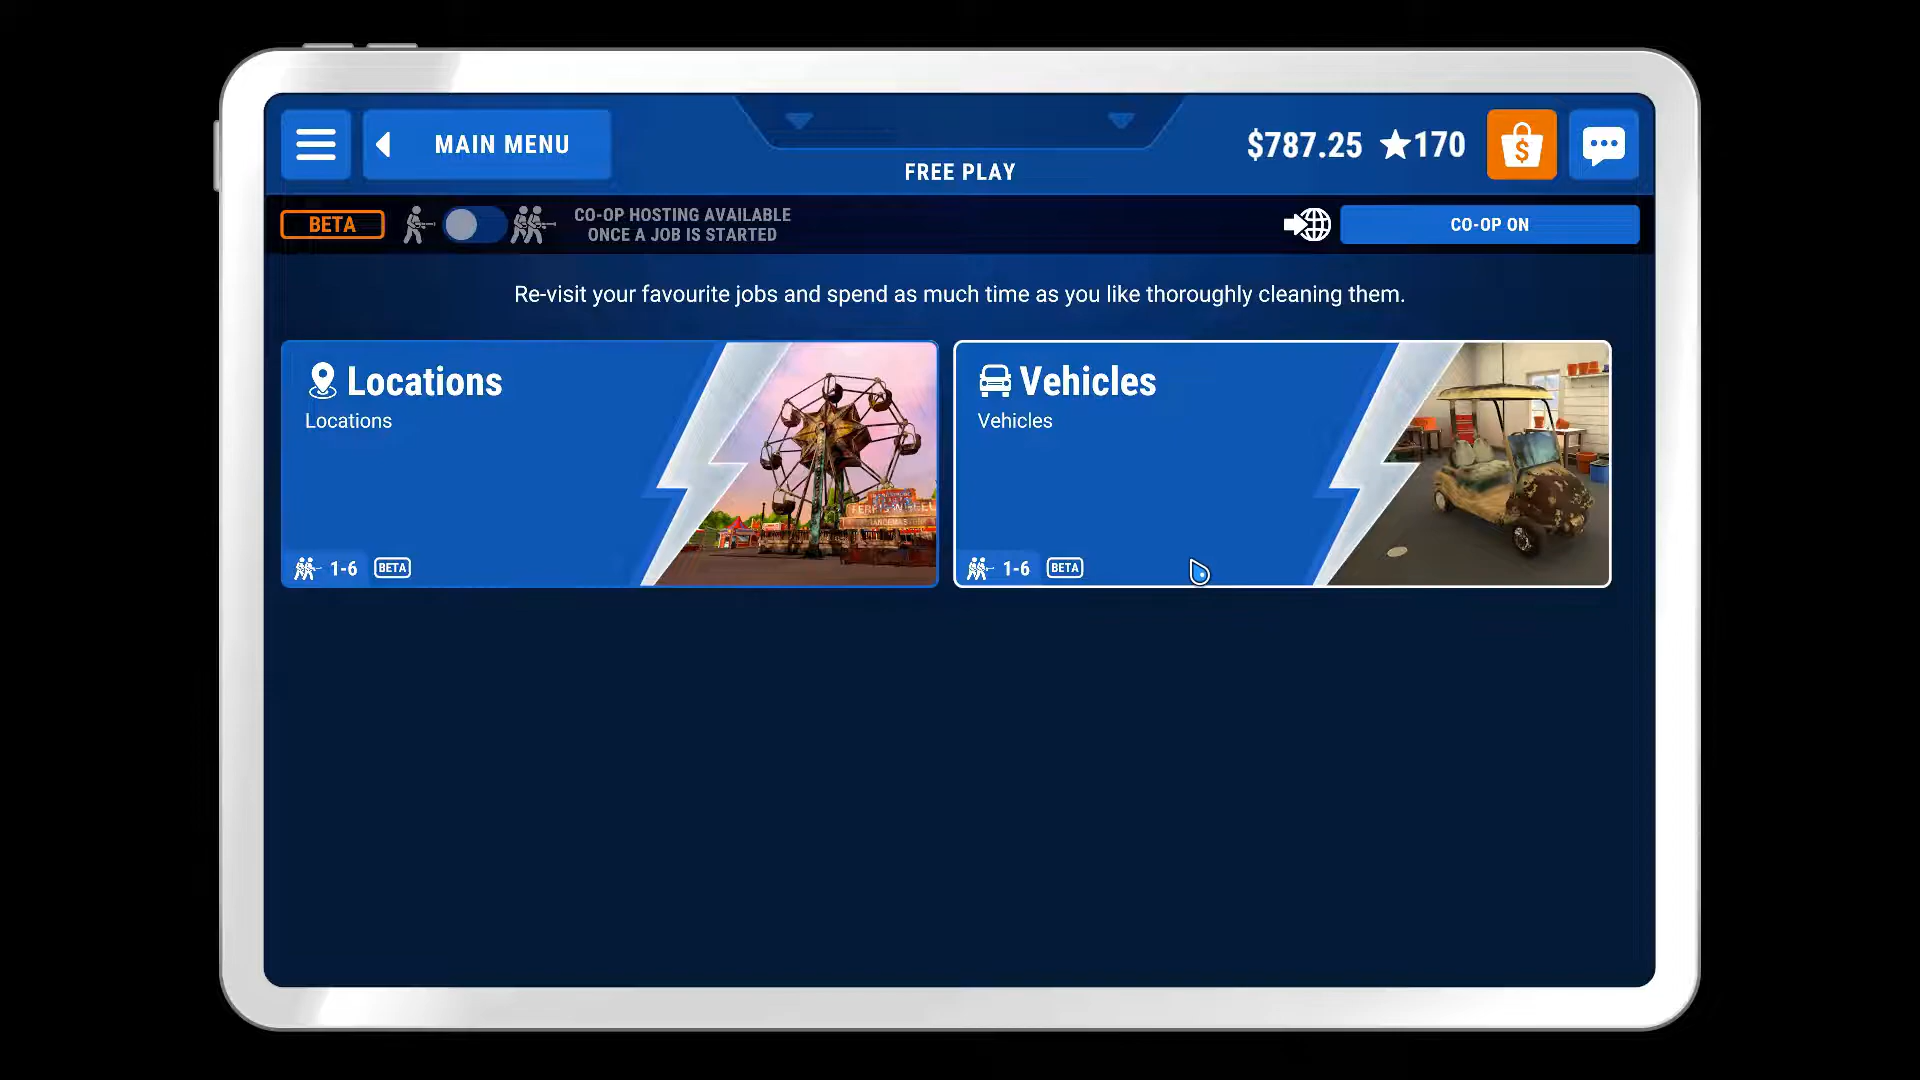 MAIN MENU
FREE PLAY
$787.25 170
BETA
CO-OP HOSTING AVAILABLE
ONCE A JOB IS STARTED
CO-OP ON
Re-visit your favourite jobs and spend as much time as you like thoroughly cleaning them.
Locations
Locations
1-6 BETA
Vehicles
Vehicles
1-6 BETA